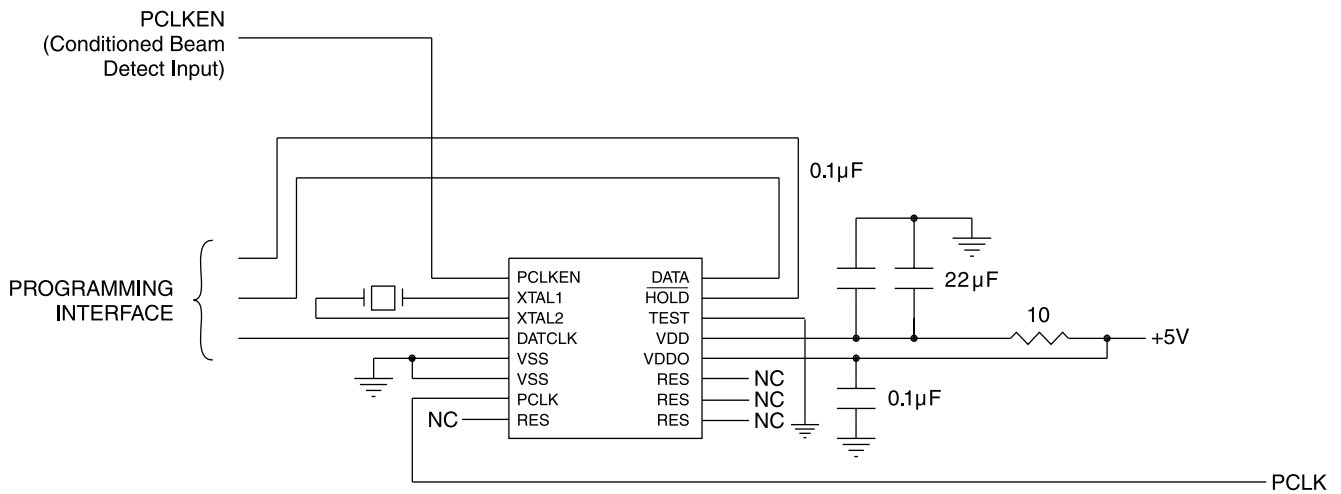 PCLKEN
(Conditioned Beam
Detect Input)
0.1µF
PROGRAMMING
INTERFACE
PCLKEN
XTAL1
XTAL2
DATCLK
VSS
VSS
PCLK
RES
DATA
HOLD
TEST
VDD
VDDO
RES
RES
RES
NC
NC
NC
NC
22µF
10
+5V
0.1µF
PCLK